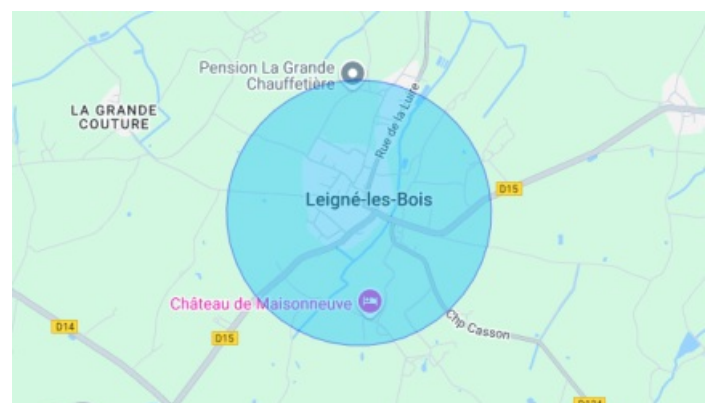 Pension La Grande
Chauffetière
LA GRANDE
COUTURE
Rue de la Luire
D15
Leigné-les-Bois
Château de Maisonneuve
D14
D15
Chp Casson